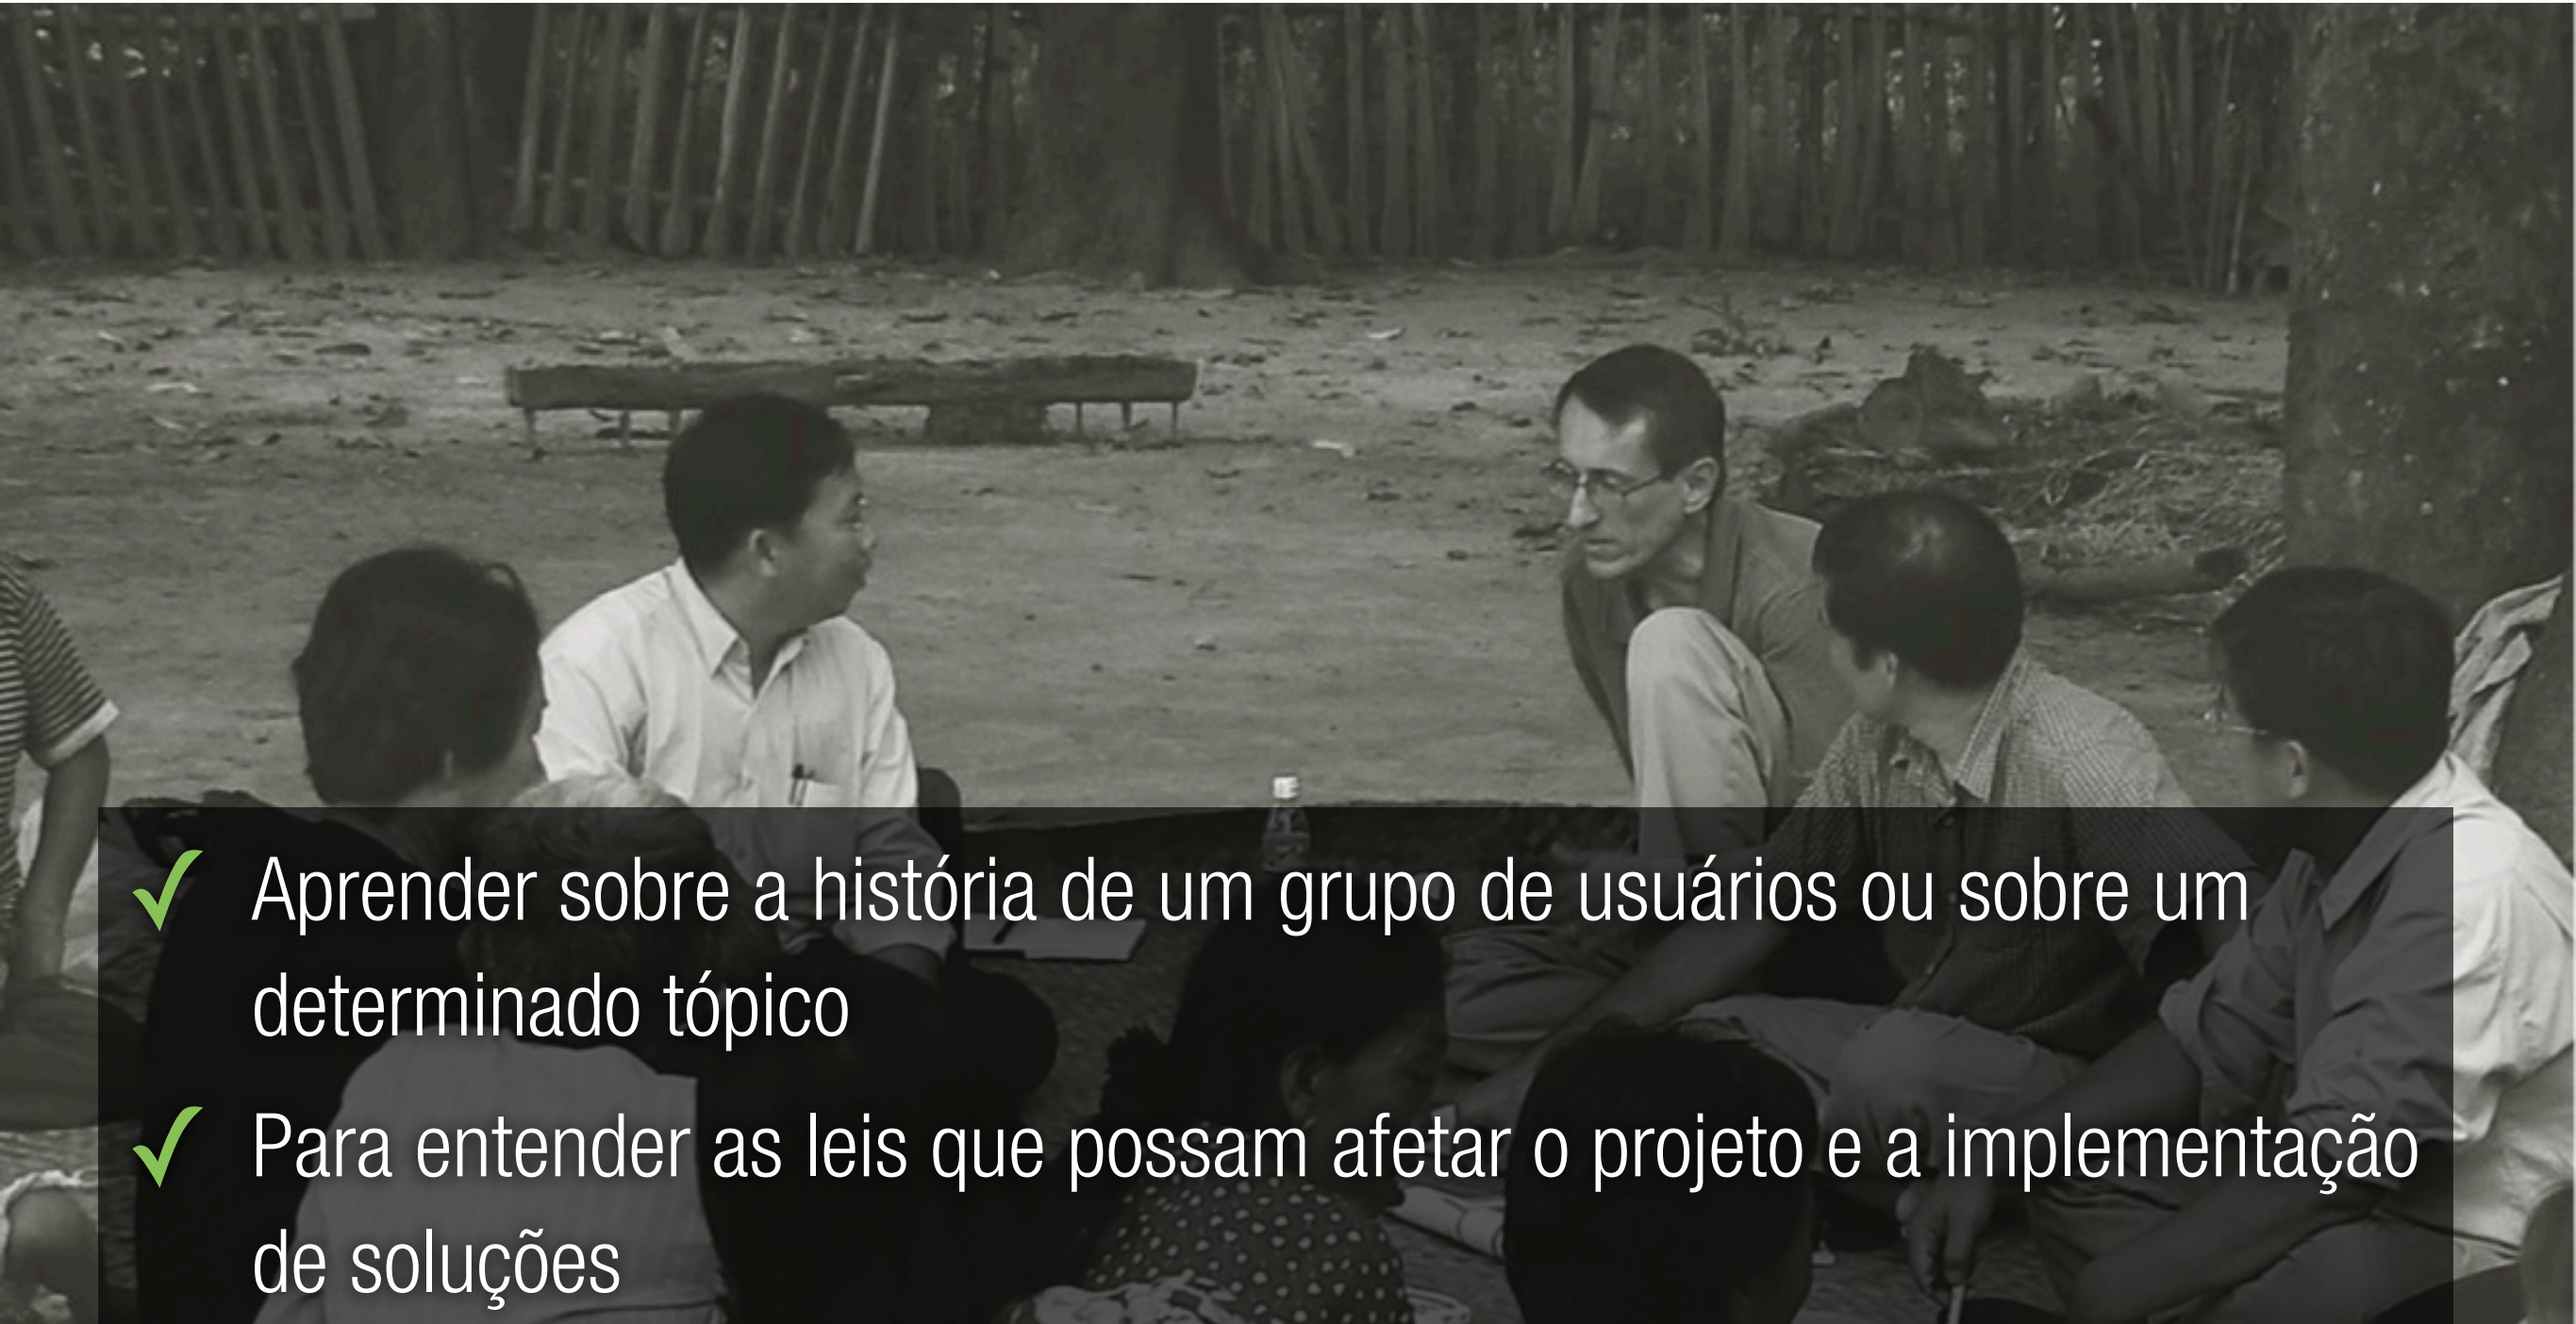 Aprender sobre a história de um grupo de usuários ou sobre um
determinado tópico
Para entender as leis que possam afetar o projeto e a implementação
de soluções